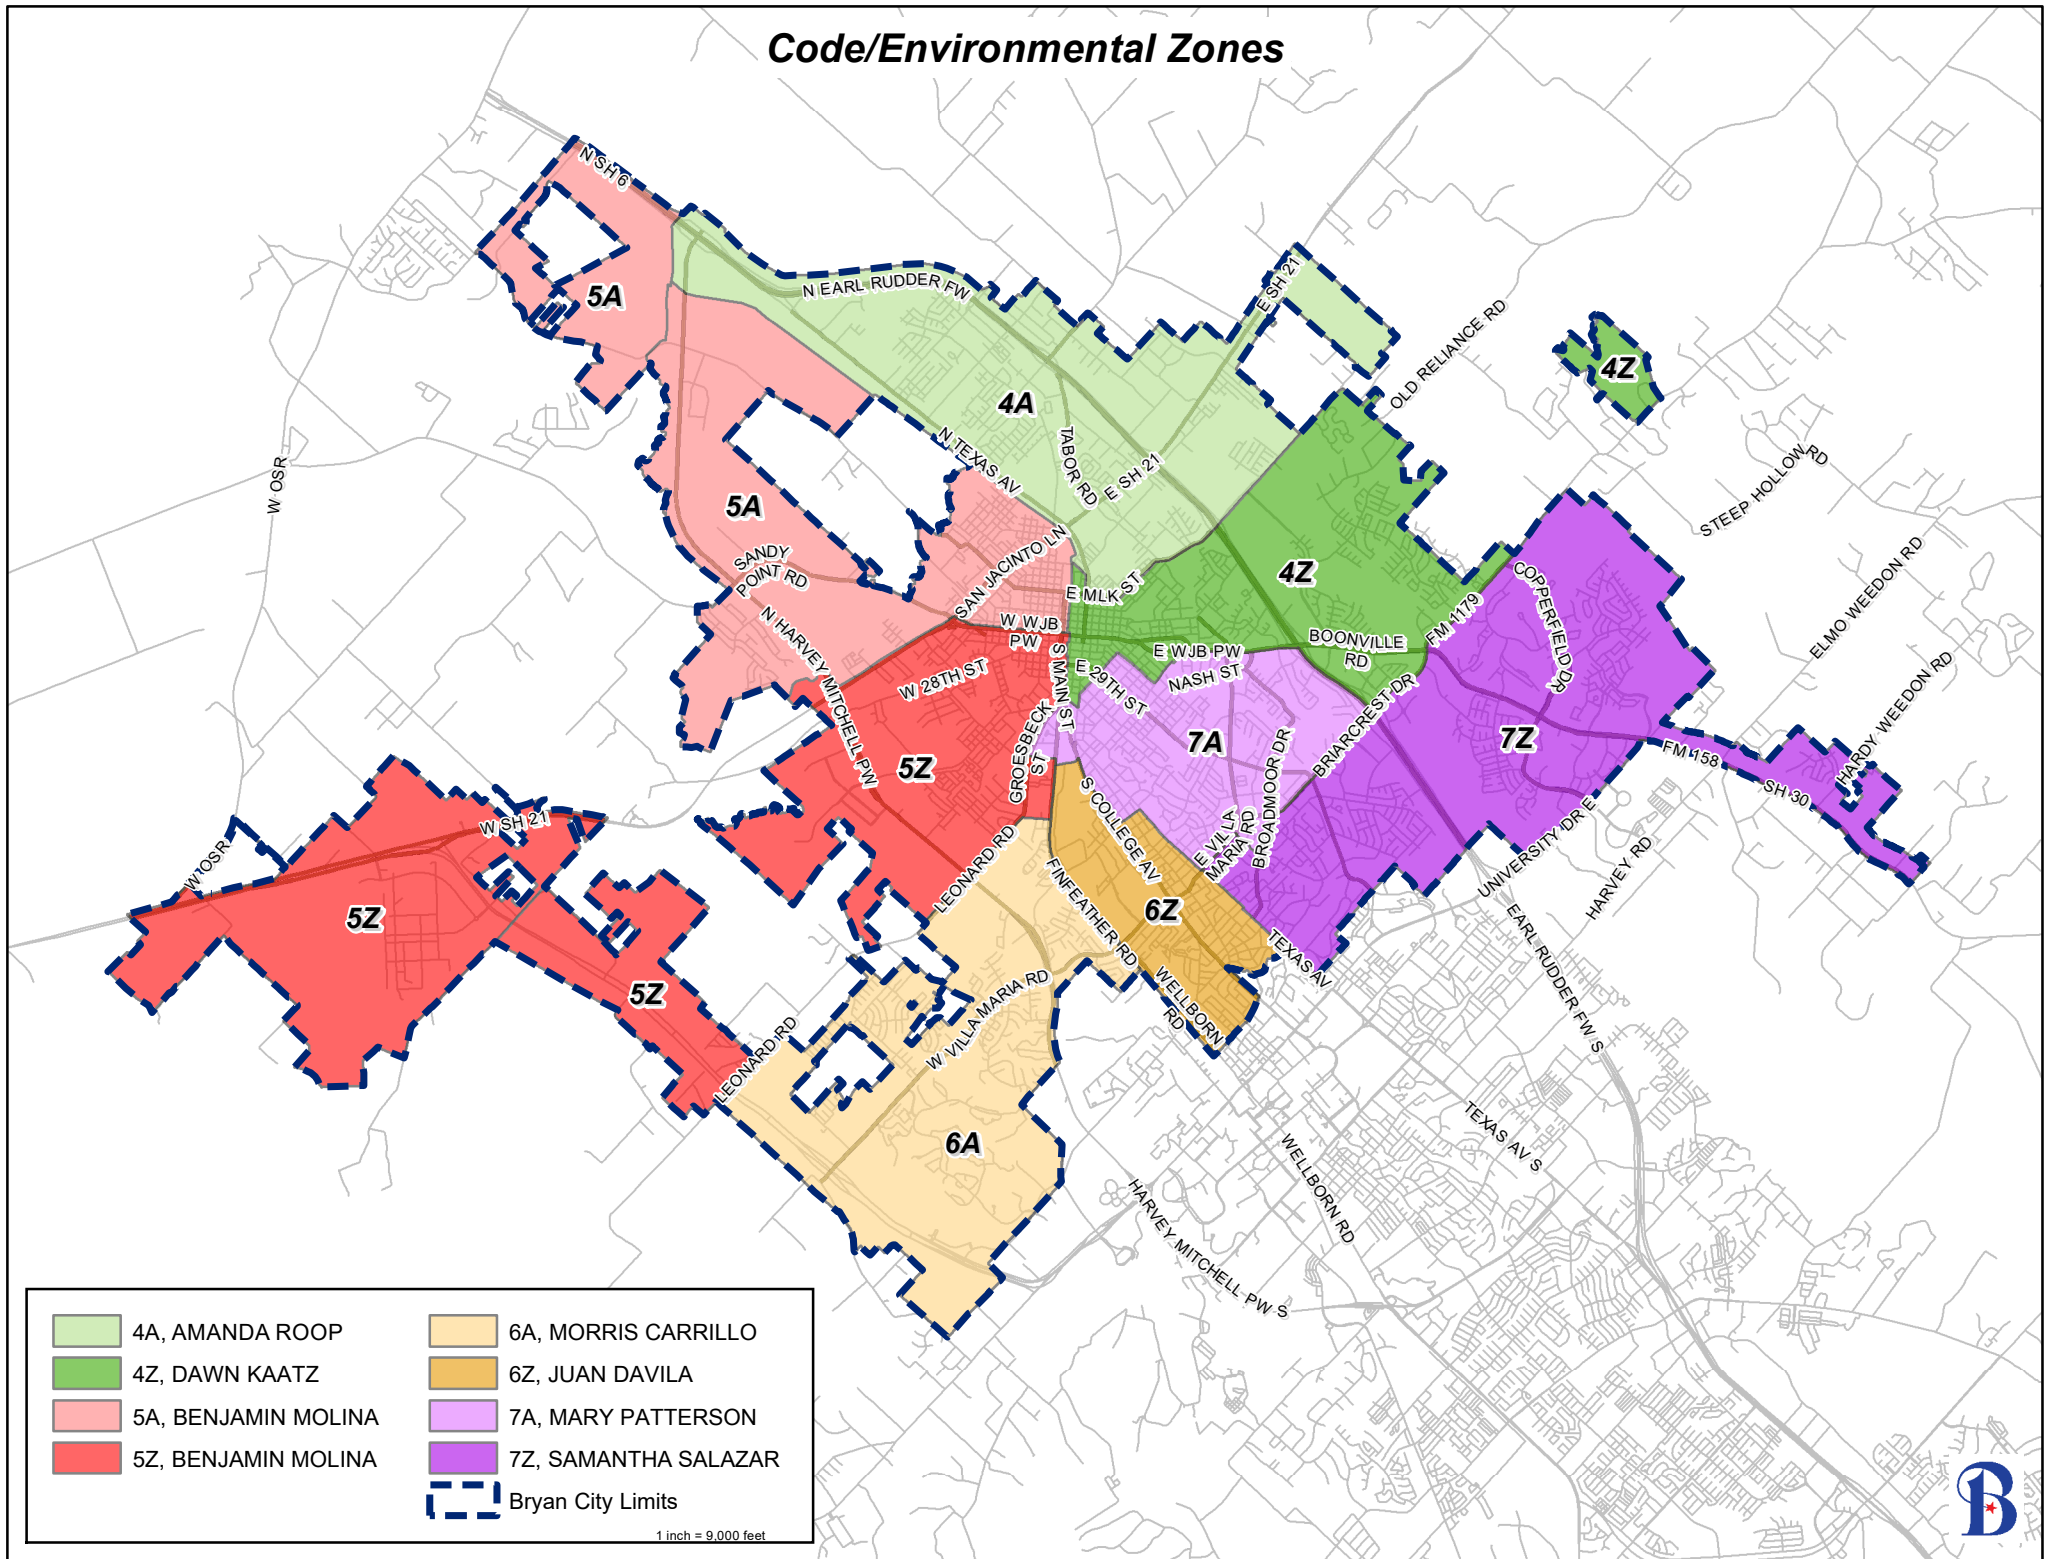 Code/Environmental Zones
N SH 6
5A
N EARL RUDDER FW
E SH 21
OLD RELIANCE RD
4Z
4A
N TEXAS AV
TABOR RD
E SH 21
STEEP HOLLOW RD
W OSR
5A
SANDY
POINT RD
SAN JACINTO LN
E MLK ST
4Z
COPPERFIELD DR
ELMO WEEDON RD
FM 1179
N HARVEY MITCHELL PW
W WJB
PW
E WJB PW
BOONVILLE
RD
W 28TH ST
S MAIN ST
E 29TH ST
NASH ST
HARDY WEEDON RD
GROESBECK
ST
7A
BRIARCREST DR
BROADMOOR DR
7Z
FM 158
SH 30
5Z
S COLLEGE AV
E VILLA
MARIA RD
UNIVERSITY DR E
HARVEY RD
W SH 21
W OSR
LEONARD RD
FINFEATHER RD
6Z
5Z
5Z
TEXAS AV
WELLBORN
RD
EARL RUDDER FW S
W VILLA MARIA RD
LEONARD RD
6A
TEXAS AV S
WELLBORN RD
HARVEY MITCHELL PW S
4A, AMANDA ROOP
4Z, DAWN KAATZ
5A, BENJAMIN MOLINA
5Z, BENJAMIN MOLINA
6A, MORRIS CARRILLO
6Z, JUAN DAVILA
7A, MARY PATTERSON
7Z, SAMANTHA SALAZAR
Bryan City Limits
1 inch = 9,000 feet
B